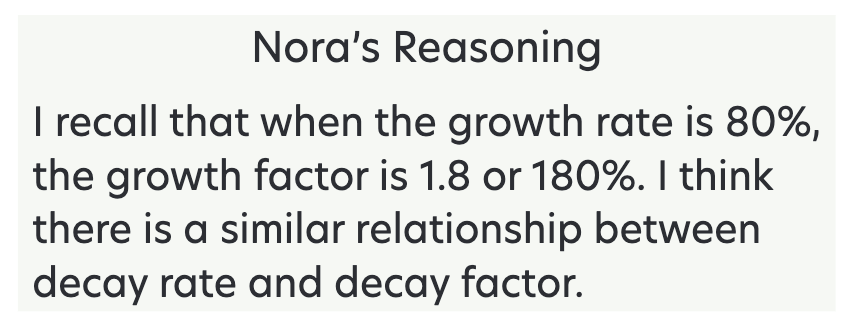 Nora’s Reasoning
I recall that when the growth rate is 80%,
the growth factor is 1.8 or 180%. I think
there is a similar relationship between
decay rate and decay factor.